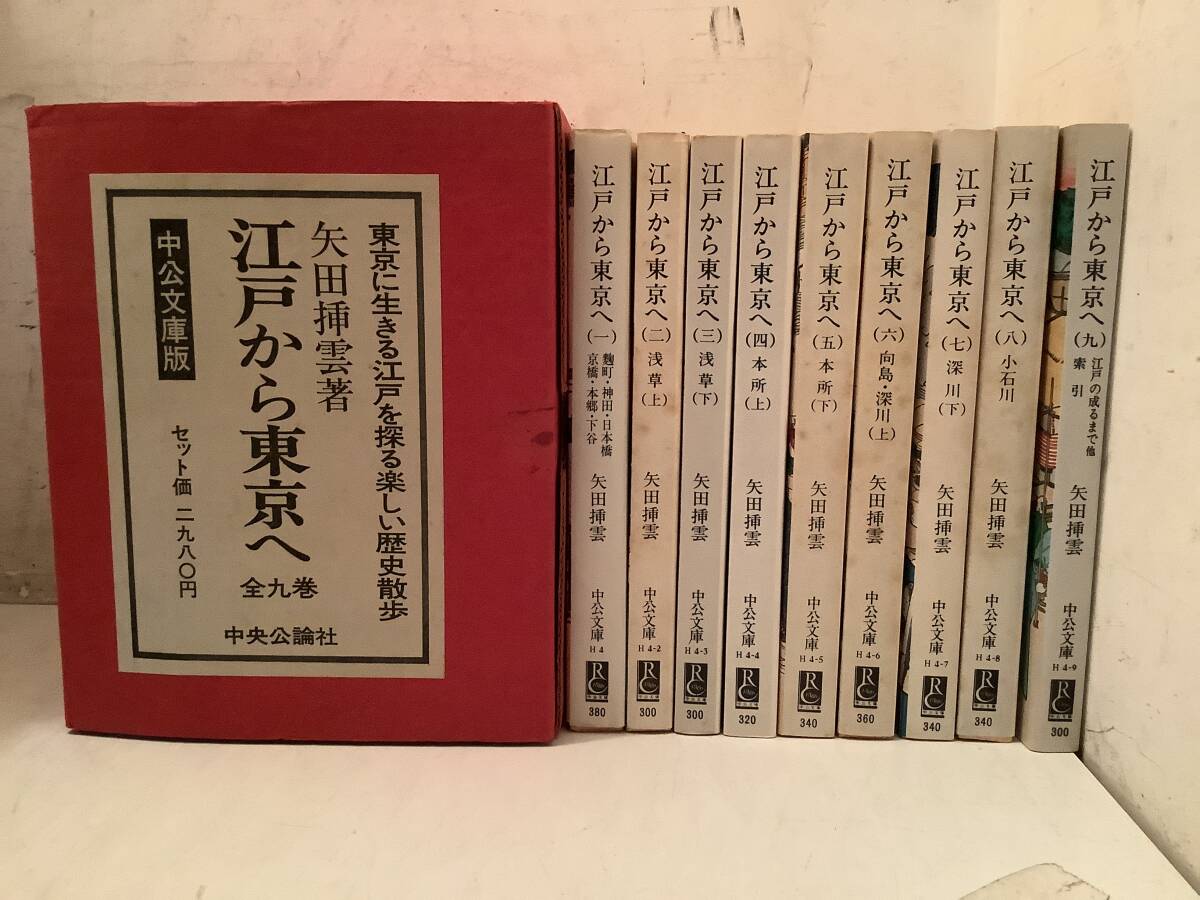 東京に生きる江戸を探る楽しい歴史散歩
矢田挿雲著
江戸から東京へ
全九巻
中公文庫版
セット価 二九八〇円
中央公論社
江戸から東京へ(一)
麴町・神田・日本橋
京橋・本郷・下谷
矢田挿雲
中公文庫
H 4
RC
380
江戸から東京へ(二)浅草(上)
矢田挿雲
中公文庫
H 4-2
RC
300
江戸から東京へ(三)浅草(下)
矢田挿雲
中公文庫
H 4-3
RC
300
江戸から東京へ(四)本所(上)
矢田挿雲
中公文庫
H 4-4
RC
320
江戸から東京へ(五)本所(下)
矢田挿雲
中公文庫
H 4-5
RC
340
江戸から東京へ(六)向島・深川(上)
矢田挿雲
中公文庫
H 4-6
RC
360
江戸から東京へ(七)深川(下)
矢田挿雲
中公文庫
H 4-7
RC
340
江戸から東京へ(八)小石川
矢田挿雲
中公文庫
H 4-8
RC
340
江戸から東京へ(九)
江戸の成るまで他
索引
矢田挿雲
中公文庫
H 4-9
RC
300